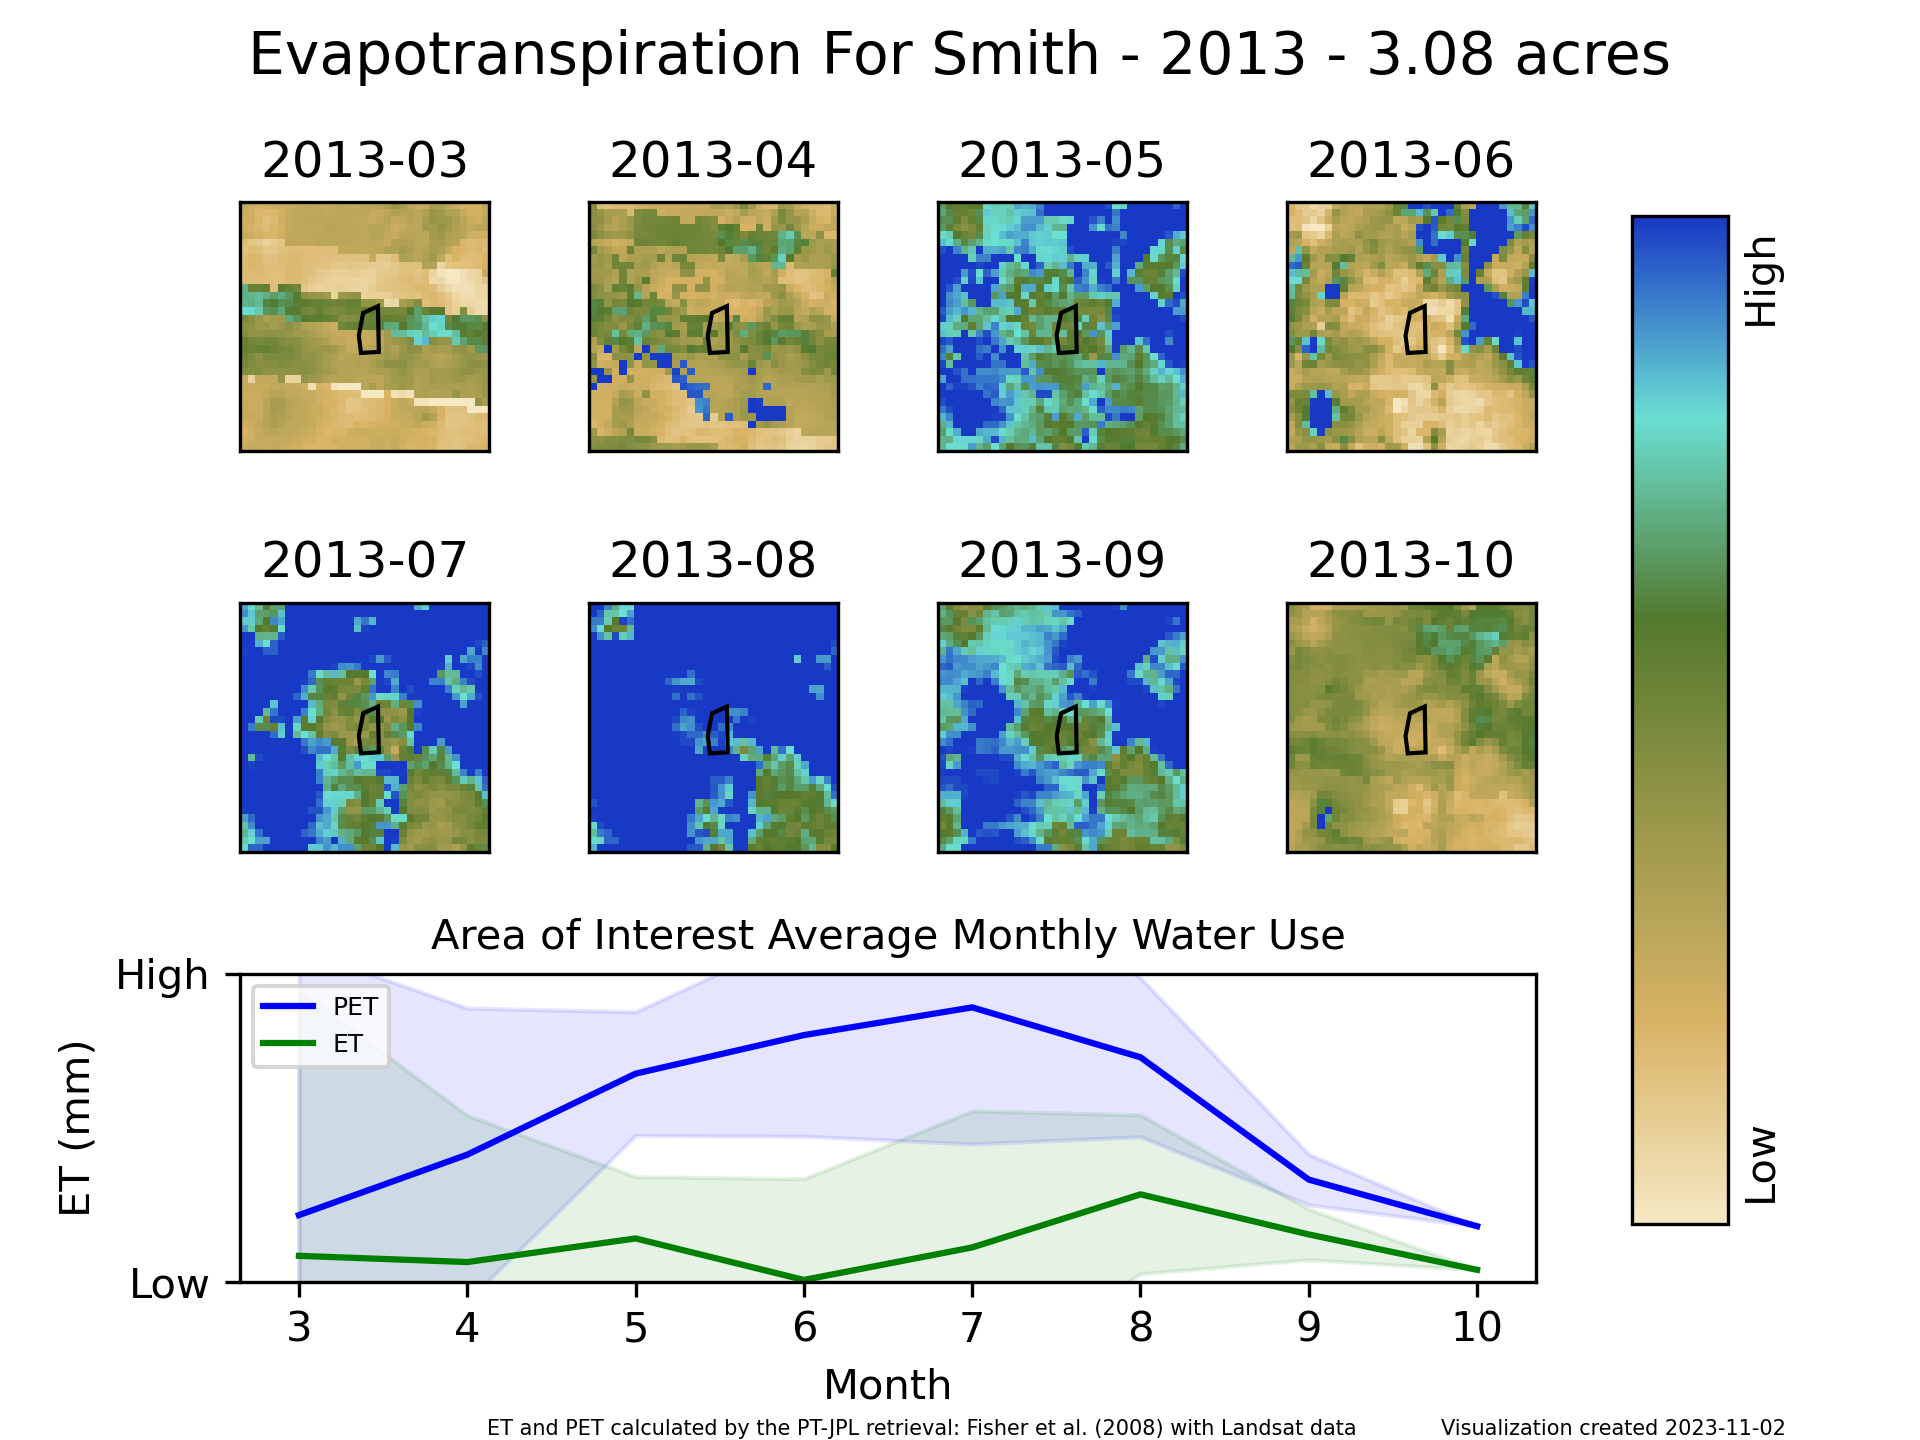 Evapotranspiration For Smith - 2013 - 3.08 acres
2013-03
2013-04
2013-05
2013-06
High
Low
2013-07
2013-08
2013-09
2013-10
Area of Interest Average Monthly Water Use
High
Low
ET (mm)
PET
ET
3
4
5
6
7
8
9
10
Month
ET and PET calculated by the PT-JPL retrieval: Fisher et al. (2008) with Landsat data
Visualization created 2023-11-02